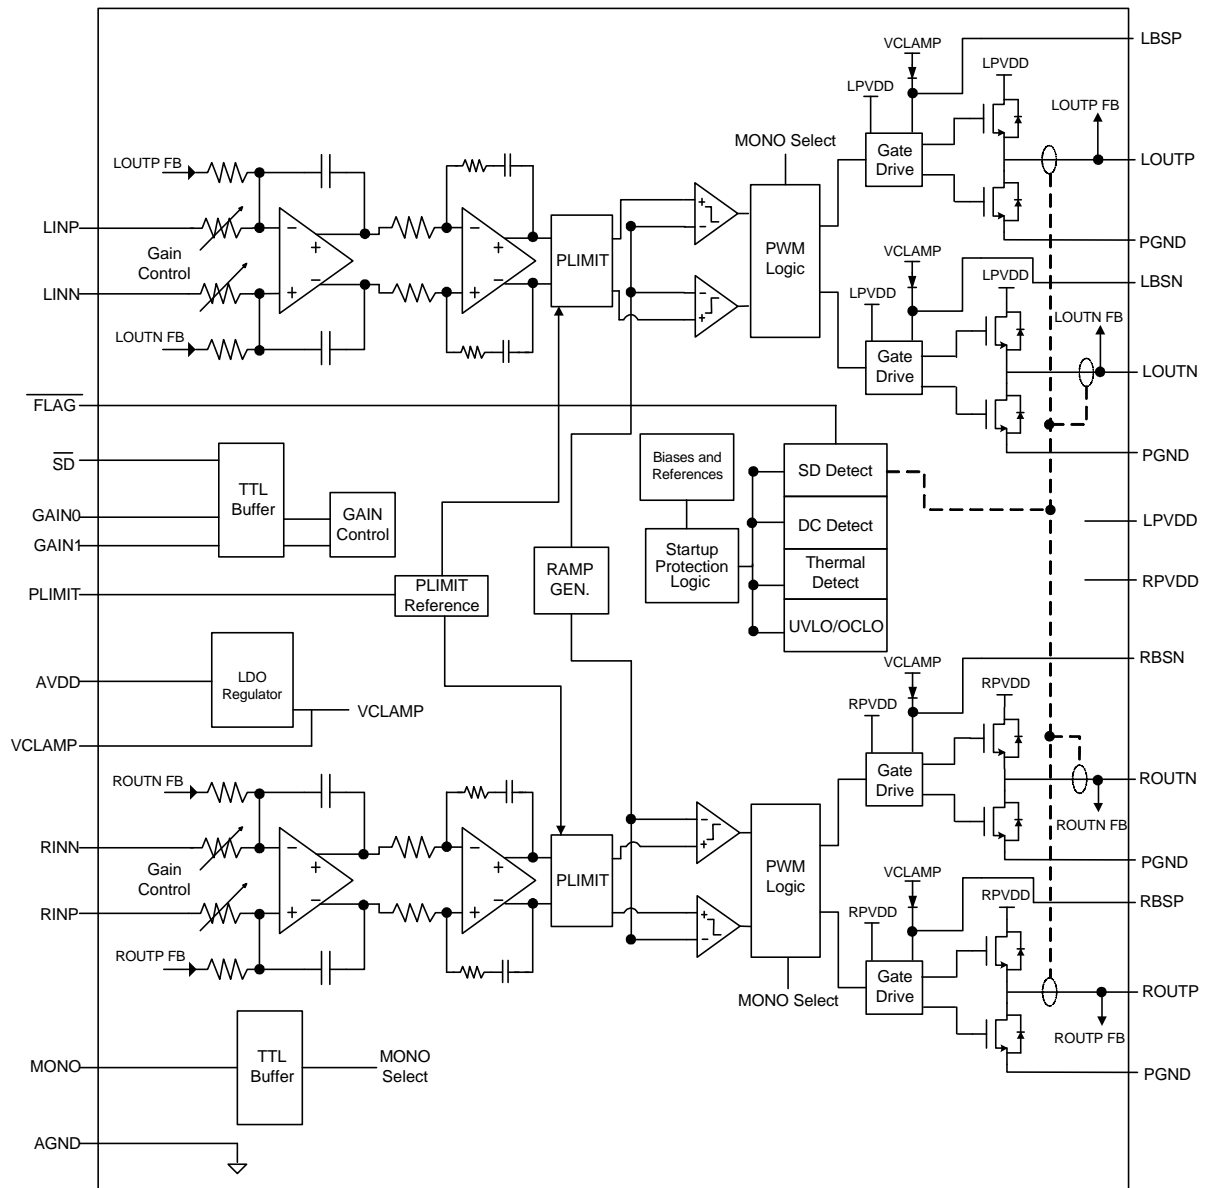 VCLAMP
LBSP
LPVDD
LPVDD
LOUTP FB
MONO Select
Gate
Drive
LOUTP FB
LOUTP
LINP
Gain
Control
PLIMIT
PWM
Logic
PGND
VCLAMP
LPVDD
LBSN
LINN
LPVDD
LOUTN FB
LOUTN FB
Gate
Drive
LOUTN
FLAG
SD
TTL
Buffer
Biases and
References
SD Detect
PGND
GAIN0
GAIN
Control
DC Detect
LPVDD
GAIN1
RAMP
GEN.
Startup
Protection
Logic
Thermal
Detect
RPVDD
PLIMIT
PLIMIT
Reference
UVLO/OCLO
LDO
Regulator
VCLAMP
RBSN
AVDD
RPVDD
RPVDD
VCLAMP
VCLAMP
ROUTN FB
Gate
Drive
ROUTN
ROUTN FB
RINN
Gain
Control
PLIMIT
PWM
Logic
PGND
VCLAMP
RPVDD
RBSP
RINP
RPVDD
ROUTP FB
Gate
Drive
ROUTP
MONO Select
ROUTP FB
MONO
TTL
Buffer
MONO
Select
PGND
AGND